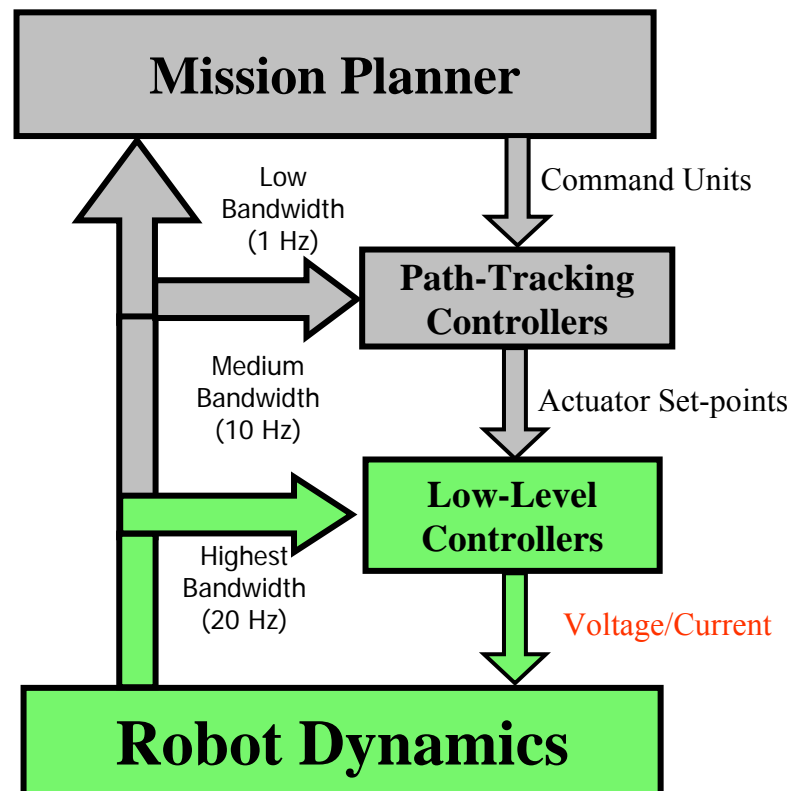 Mission Planner
Low
Bandwidth
(1 Hz)
Command Units
Path-Tracking
Controllers
Medium
Bandwidth
(10 Hz)
Actuator Set-points
Low-Level
Controllers
Highest
Bandwidth
(20 Hz)
Voltage/Current
Robot Dynamics